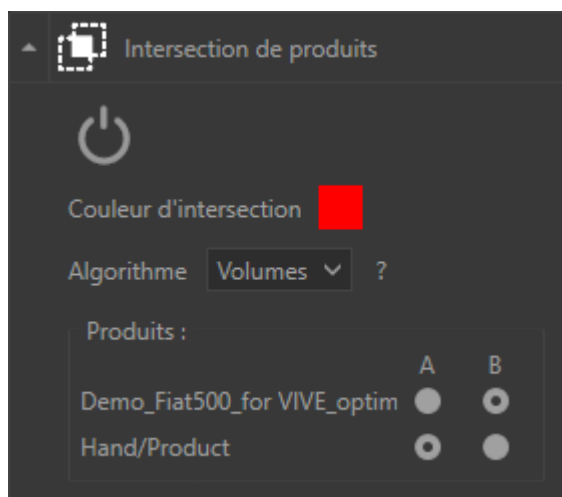 Intersection de produits
Couleur d'intersection
Algorithme Volumes ?
Produits :
A B
Demo_Fiat500_for VIVE_optim
Hand/Product